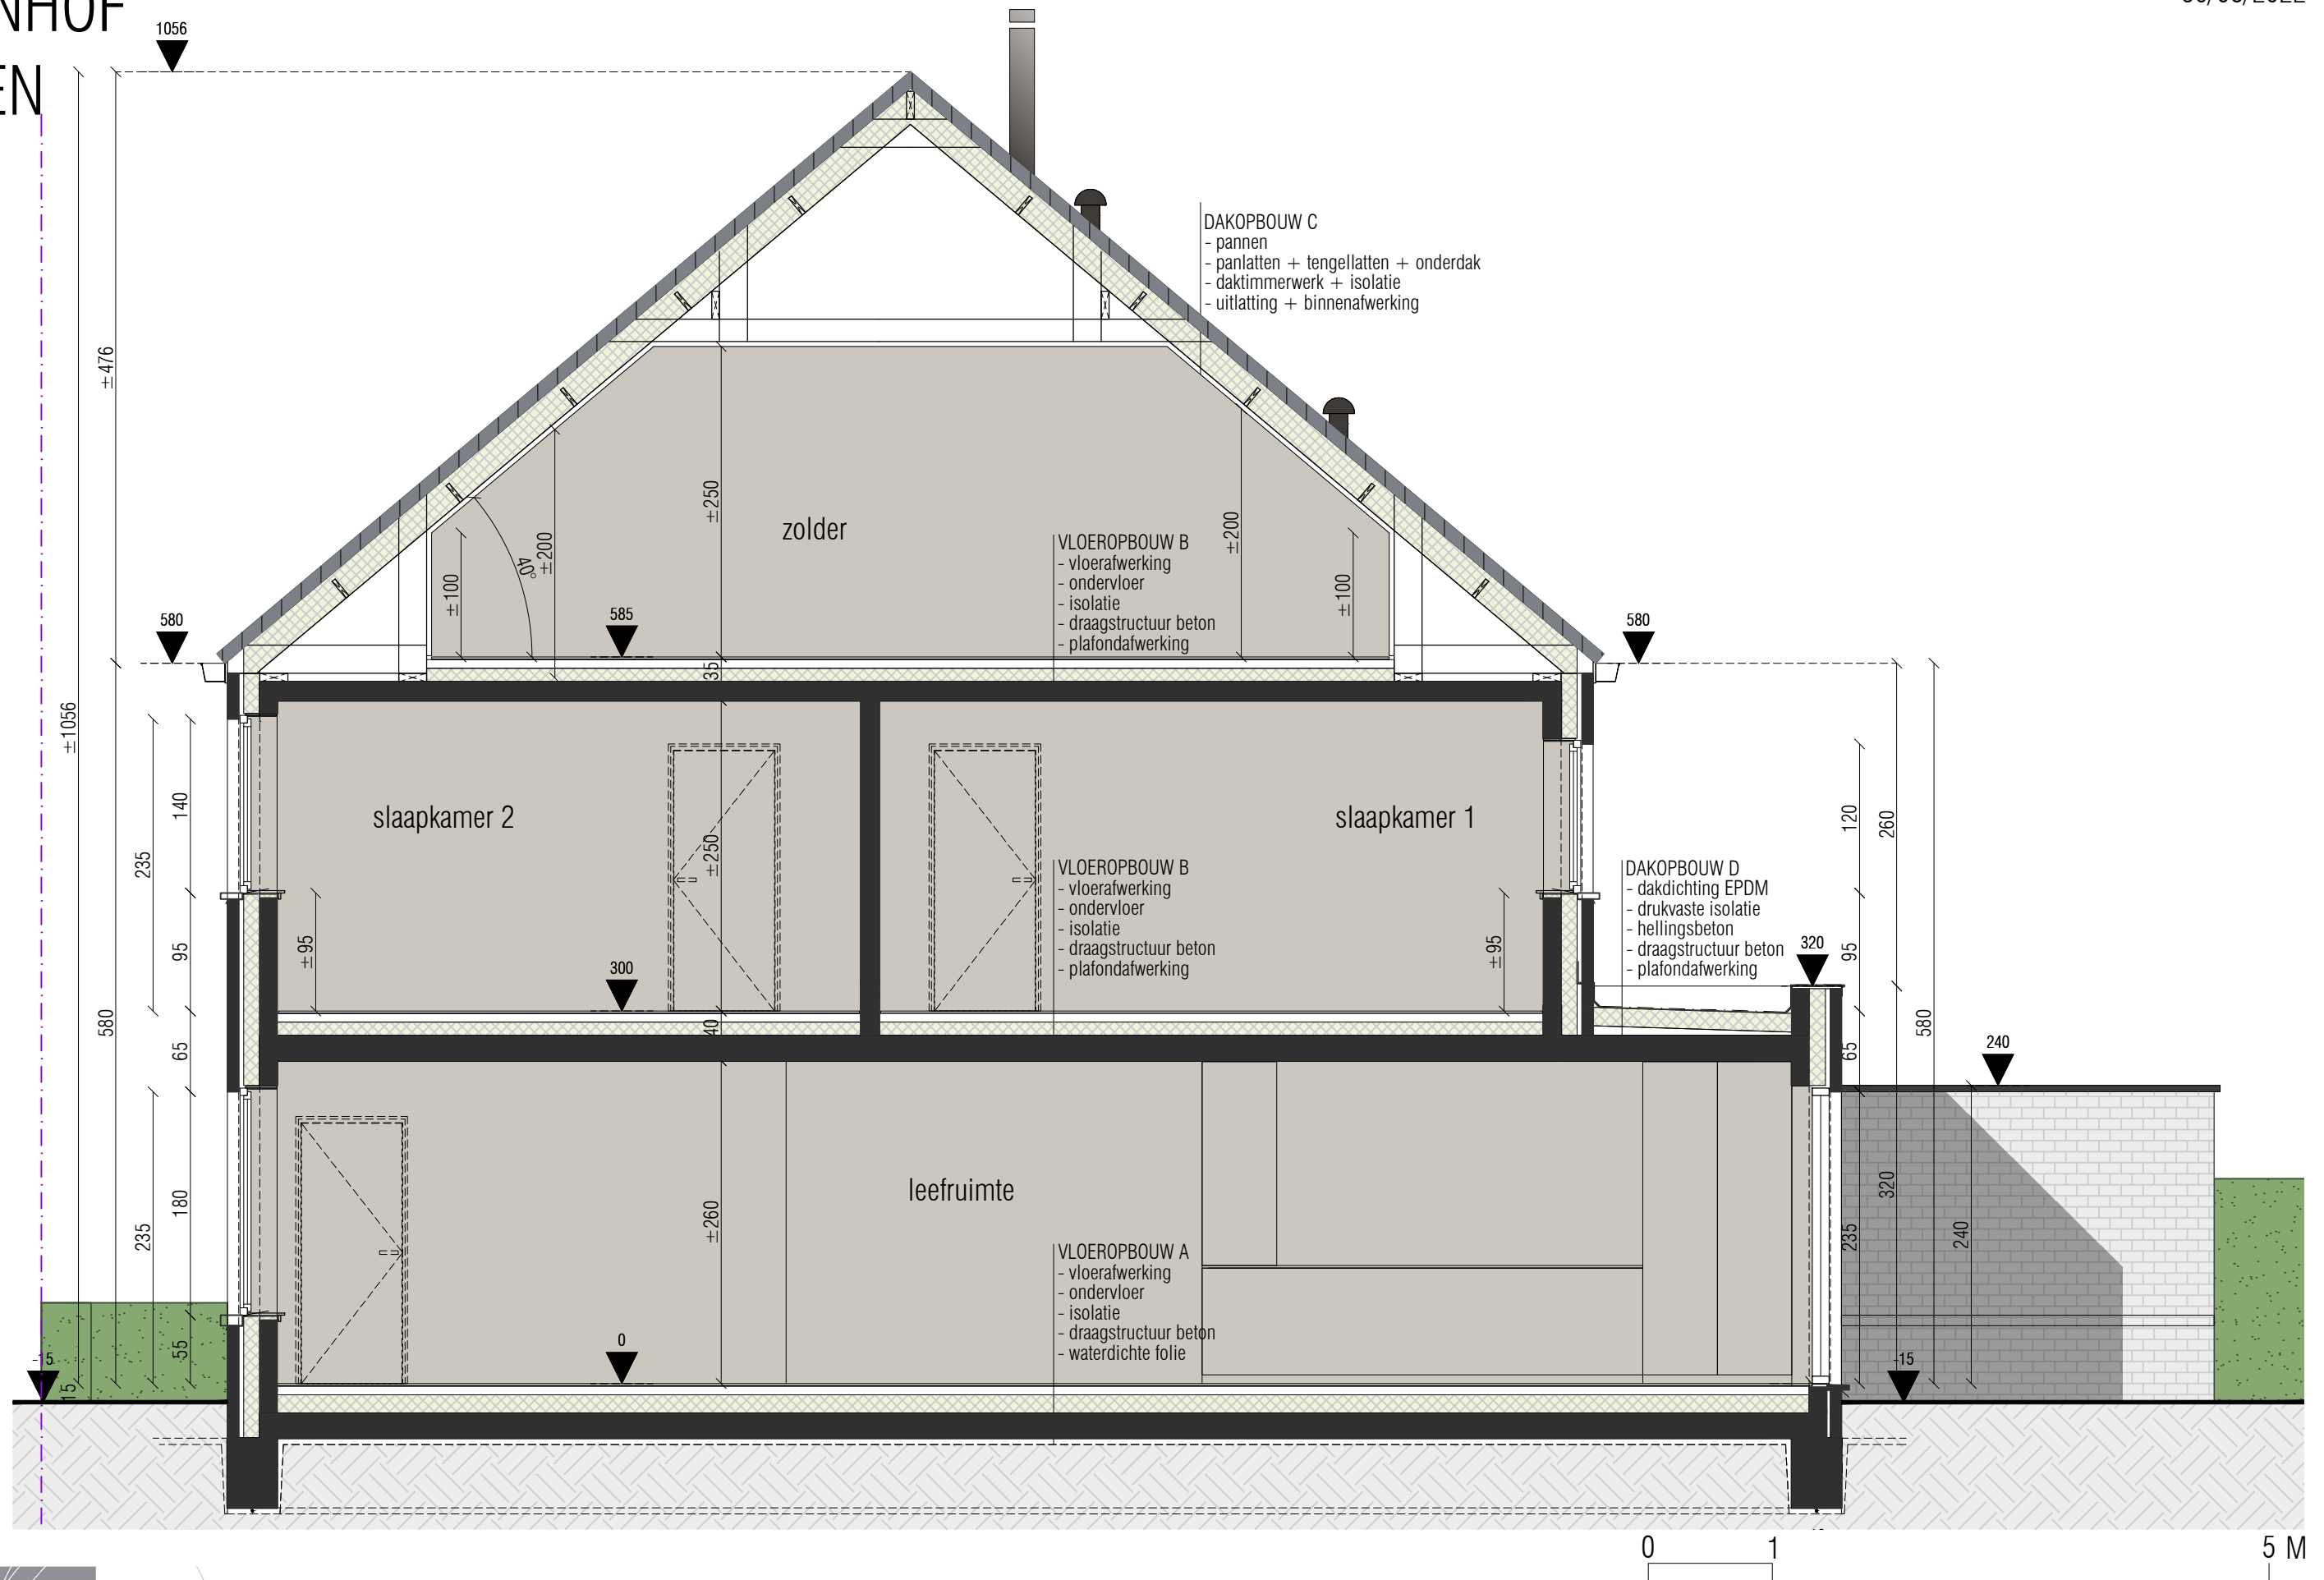 NHOF
EN
1056
±476
±1056
580
580
580
DAKOPBOUW C
- pannen
- panlatten + tengellatten + onderdak
- daktimmerwerk + isolatie
- uitlatting + binnenafwerking
zolder
±250
±200
±200
±100
±100
40°
585
35
VLOEROPBOUW B
- vloerafwerking
- ondervloer
- isolatie
- draagstructuur beton
- plafondafwerking
slaapkamer 2
slaapkamer 1
140
235
95
65
±95
±95
±250
300
40
VLOEROPBOUW B
- vloerafwerking
- ondervloer
- isolatie
- draagstructuur beton
- plafondafwerking
DAKOPBOUW D
- dakdichting EPDM
- drukvaste isolatie
- hellingsbeton
- draagstructuur beton
- plafondafwerking
120
260
95
320
580
65
240
leefruimte
180
235
55
±260
0
VLOEROPBOUW A
- vloerafwerking
- ondervloer
- isolatie
- draagstructuur beton
- waterdichte folie
320
235
240
-15
15
-15
0 1 5 M